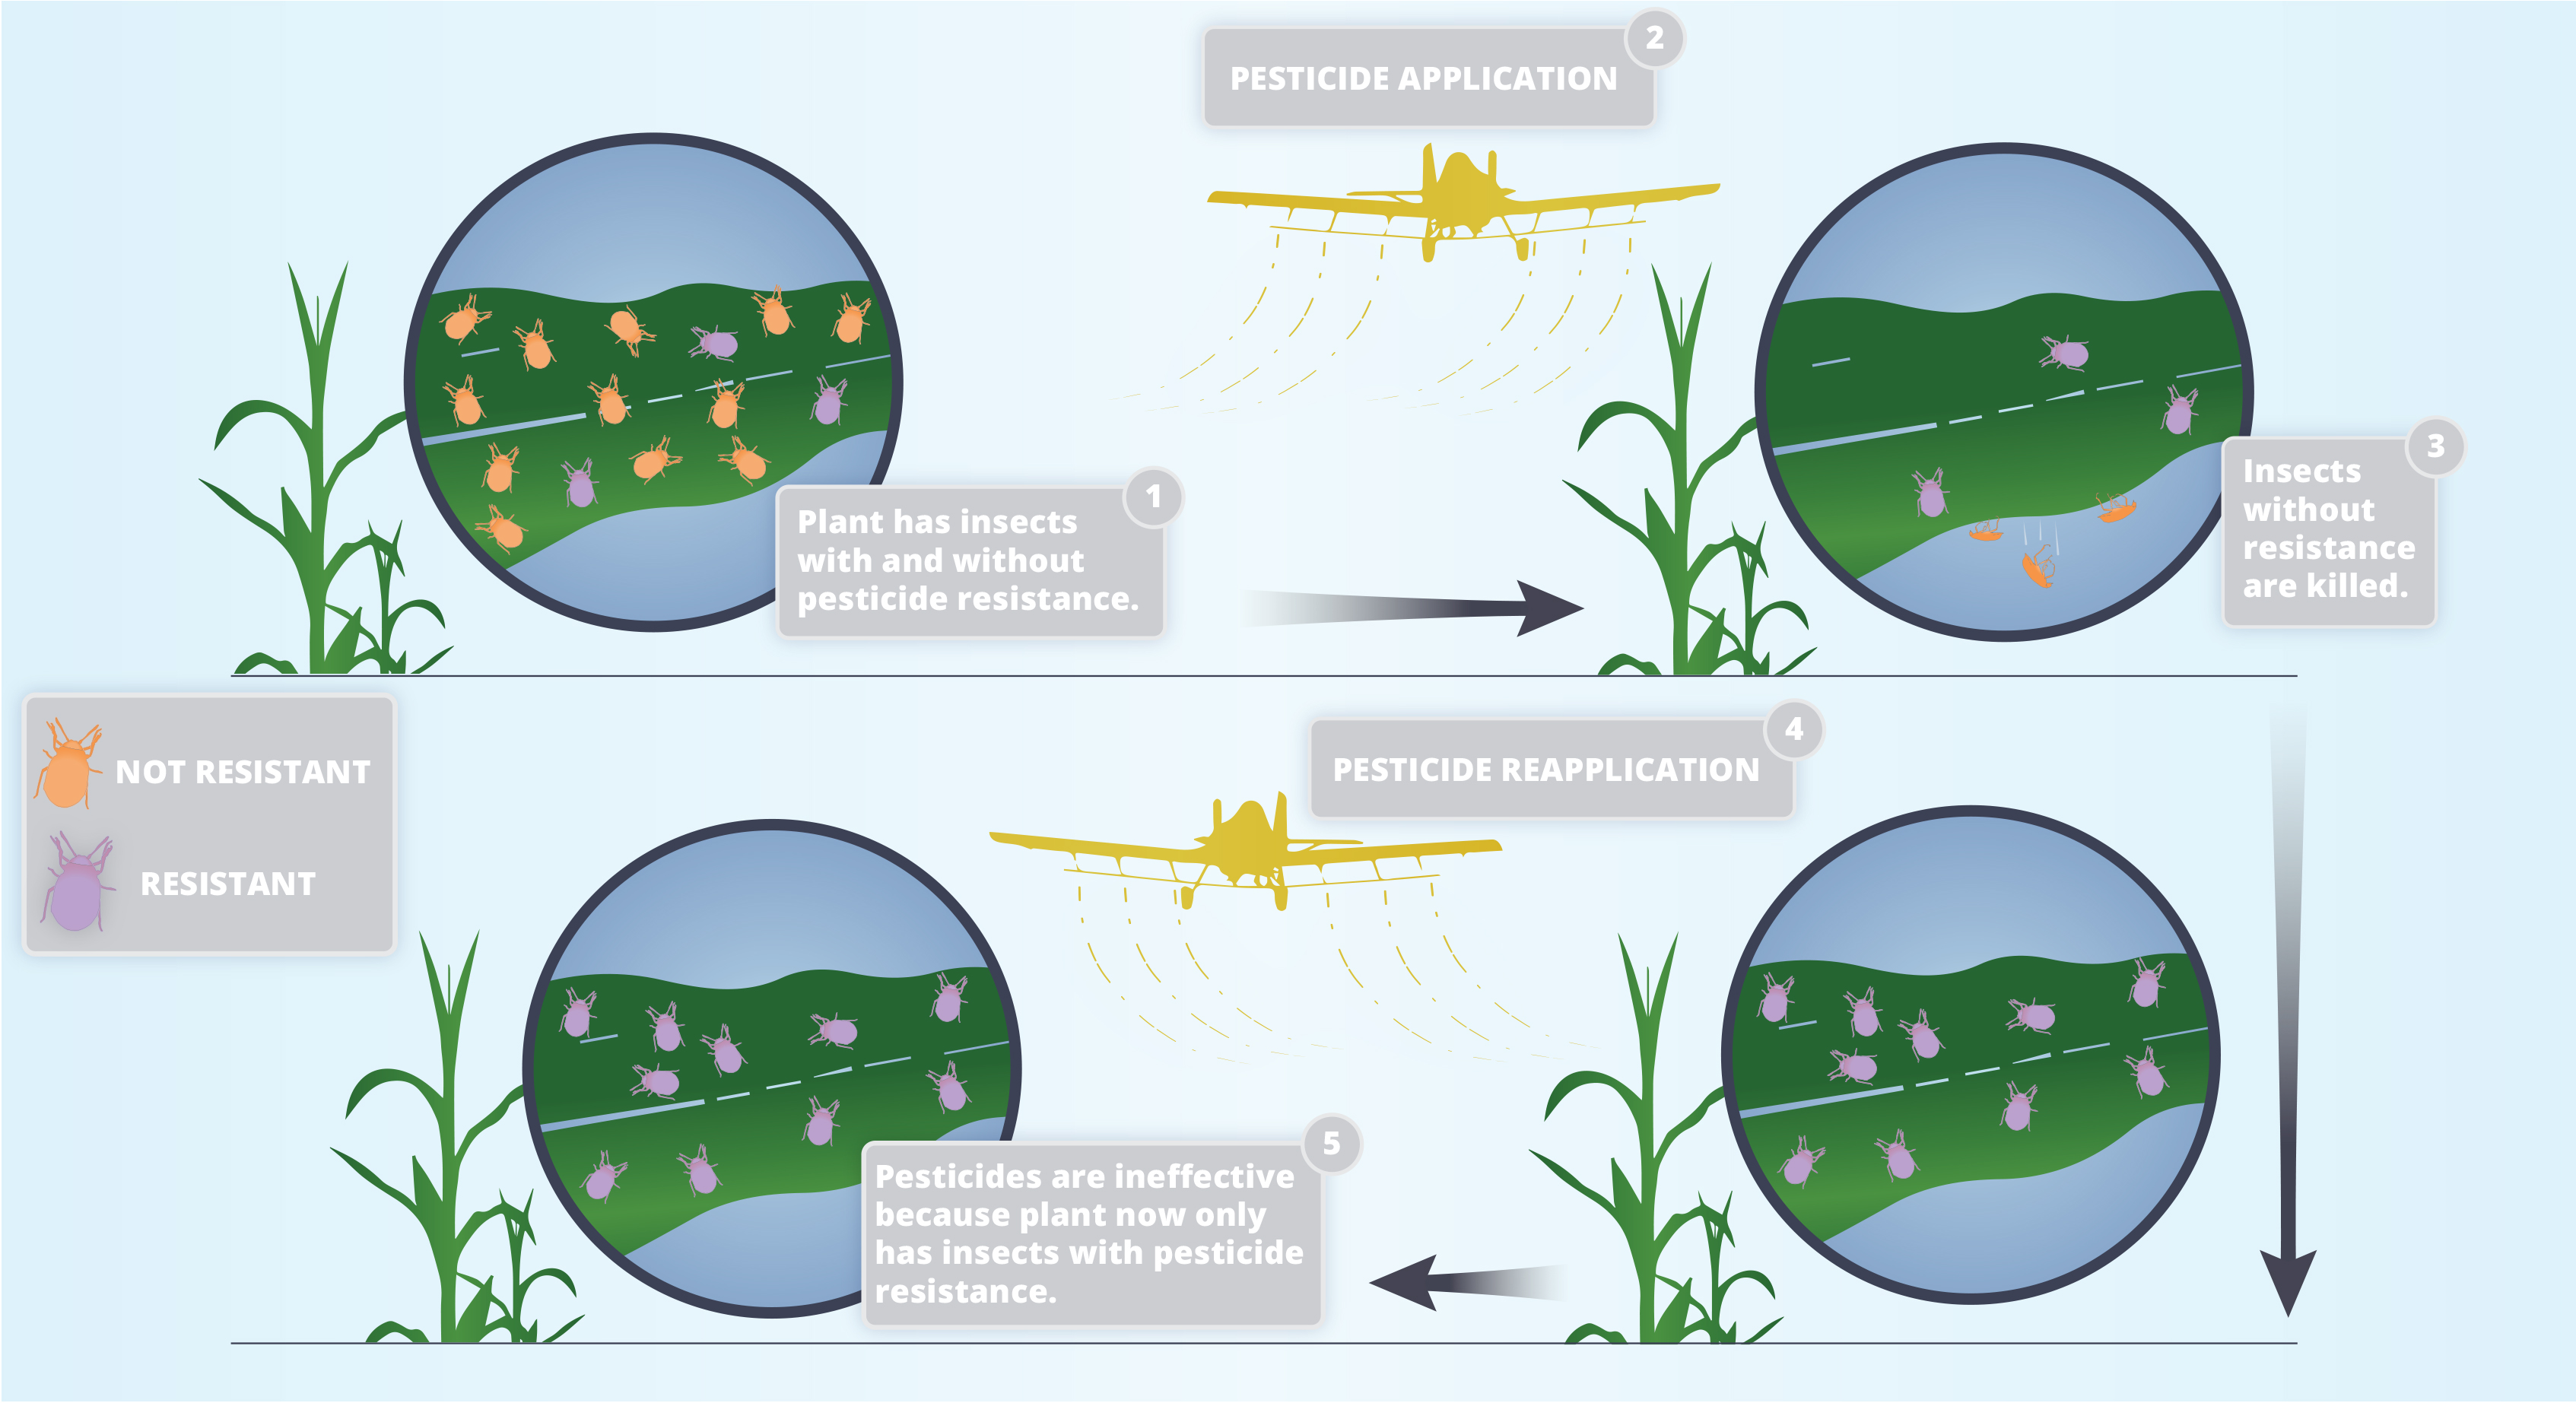 2
PESTICIDE APPLICATION
1
Plant has insects
with and without
pesticide resistance.
3
Insects
without
resistance
are killed.
NOT RESISTANT
RESISTANT
4
PESTICIDE REAPPLICATION
5
Pesticides are ineffective
because plant now only
has insects with pesticide
resistance.